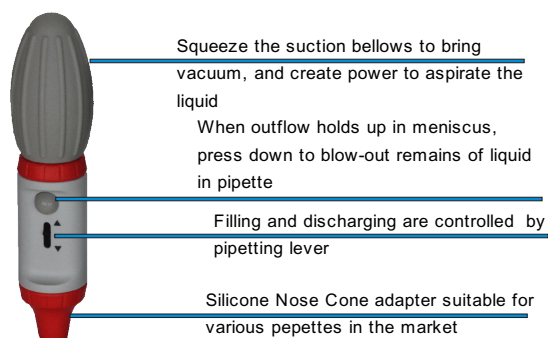 Squeeze the suction bellows to bring
vacuum, and create power to aspirate the
liquid
When outflow holds up in meniscus,
press down to blow-out remains of liquid
in pipette
Filling and discharging are controlled by
pipetting lever
Silicone Nose Cone adapter suitable for
various pepettes in the market